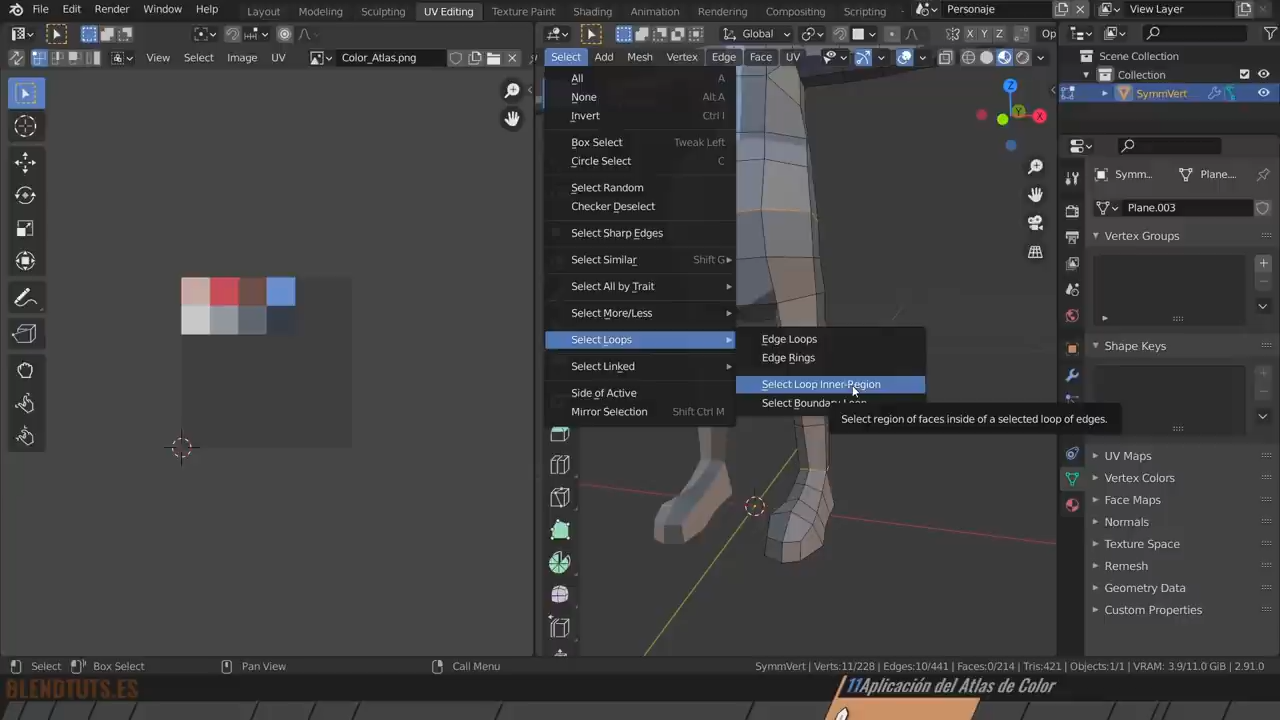 File Edit Render Window Help
Layout Modeling Sculpting UV Editing Texture Paint Shading Animation Rendering Compositing Scripting
Personaje
View Layer
View Select Image UV
Color_Atlas.png
Global
X Y Z
Op
Select Add Mesh Vertex Edge Face UV
All A
None Alt A
Invert Ctrl I
Box Select Tweak Left
Circle Select C
Select Random
Checker Deselect
Select Sharp Edges
Select Similar Shift G
Select All by Trait
Select More/Less
Select Loops
Select Linked
Side of Active
Mirror Selection Shift Ctrl M
Edge Loops
Edge Rings
Select Loop Inner-Region
Select Boundary Loop
Select region of faces inside of a selected loop of edges.
Z
Y
X
Scene Collection
Collection
SymmVert
Symm... Plane....
Plane.003
Vertex Groups
Shape Keys
UV Maps
Vertex Colors
Face Maps
Normals
Texture Space
Remesh
Geometry Data
Custom Properties
Select Box Select Pan View Call Menu
SymmVert | Verts:11/228 | Edges:10/441 | Faces:0/214 | Tris:421 | Objects:1/1 | VRAM: 3.9/11.0 GiB | 2.91.0
BLENDTUTS.ES
11Aplicación del Atlas de Color